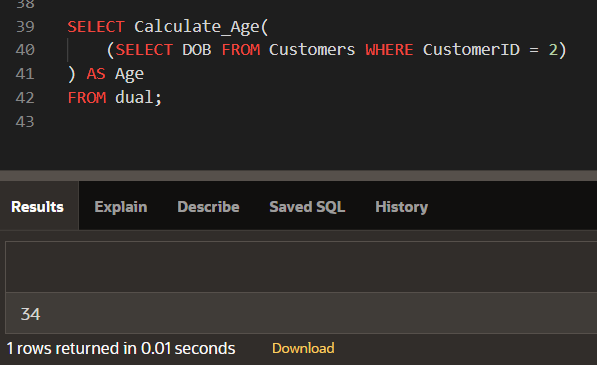 38
39 SELECT Calculate_Age(
40 (SELECT DOB FROM Customers WHERE CustomerID = 2)
41 ) AS Age
42 FROM dual;
43
Results Explain Describe Saved SQL History
34
1 rows returned in 0.01 seconds Download